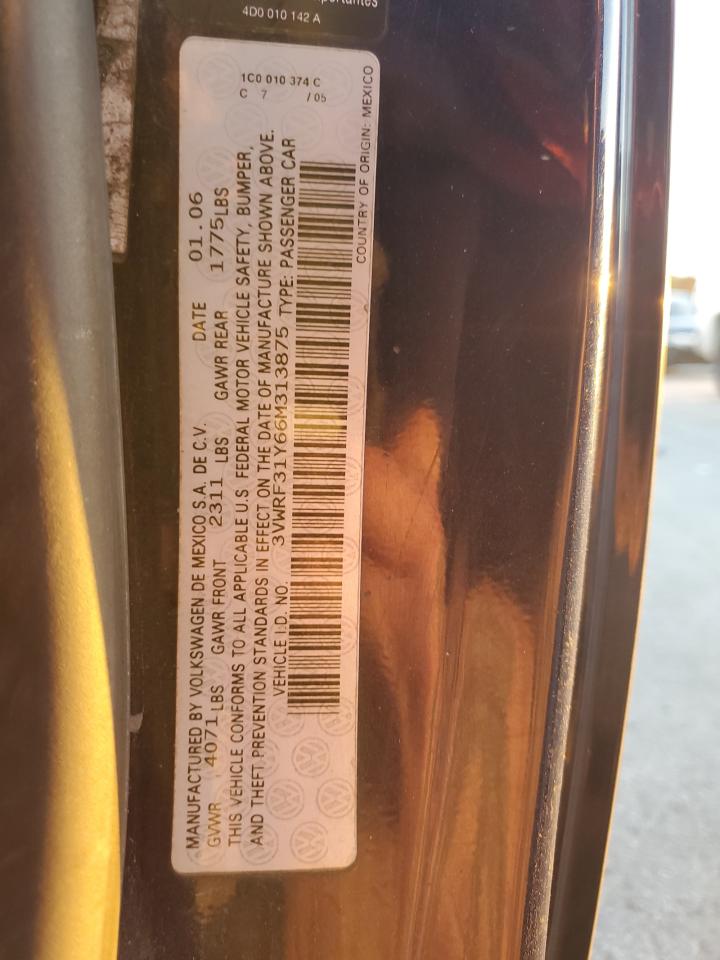 4D0 010 142 A
1C0 010 374 C
C 7 / 05
MANUFACTURED BY VOLKSWAGEN DE MEXICO S.A. DE C.V. DATE 01.06
GVWR 4071 LBS GAWR FRONT 2311 LBS GAWR REAR 1775 LBS
THIS VEHICLE CONFORMS TO ALL APPLICABLE U.S FEDERAL MOTOR VEHICLE SAFETY, BUMPER,
AND THEFT PREVENTION STANDARDS IN EFFECT ON THE DATE OF MANUFACTURE SHOWN ABOVE.
VEHICLE I.D. NO. 3VWRF31Y66M313875 TYPE: PASSENGER CAR
COUNTRY OF ORIGIN: MEXICO